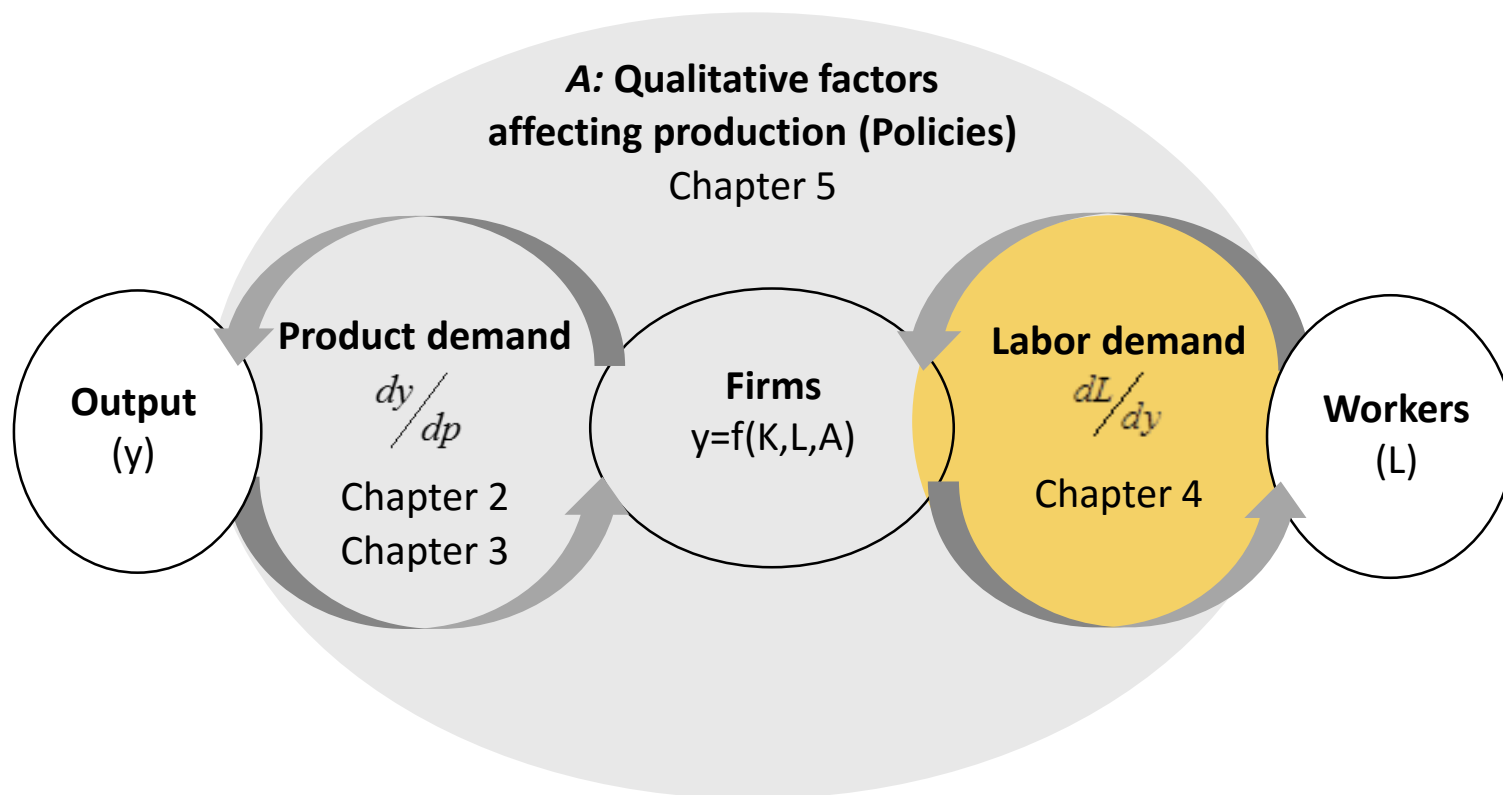 A: Qualitative factors
affecting production (Policies)
Chapter 5
Output
(y)
Product demand
dy/dp
Chapter 2
Chapter 3
Firms
y=f(K,L,A)
Labor demand
dL/dy
Chapter 4
Workers
(L)